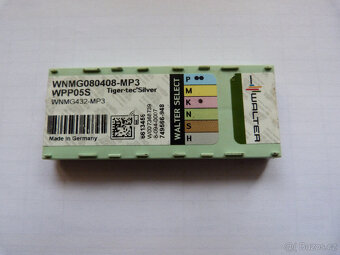 WNMG080408-MP3
WPP05S Tiger·tec®Silver
WNMG432-MP3
Made in Germany
WALTER SELECT
P
M
K
N
S
H
WALTER